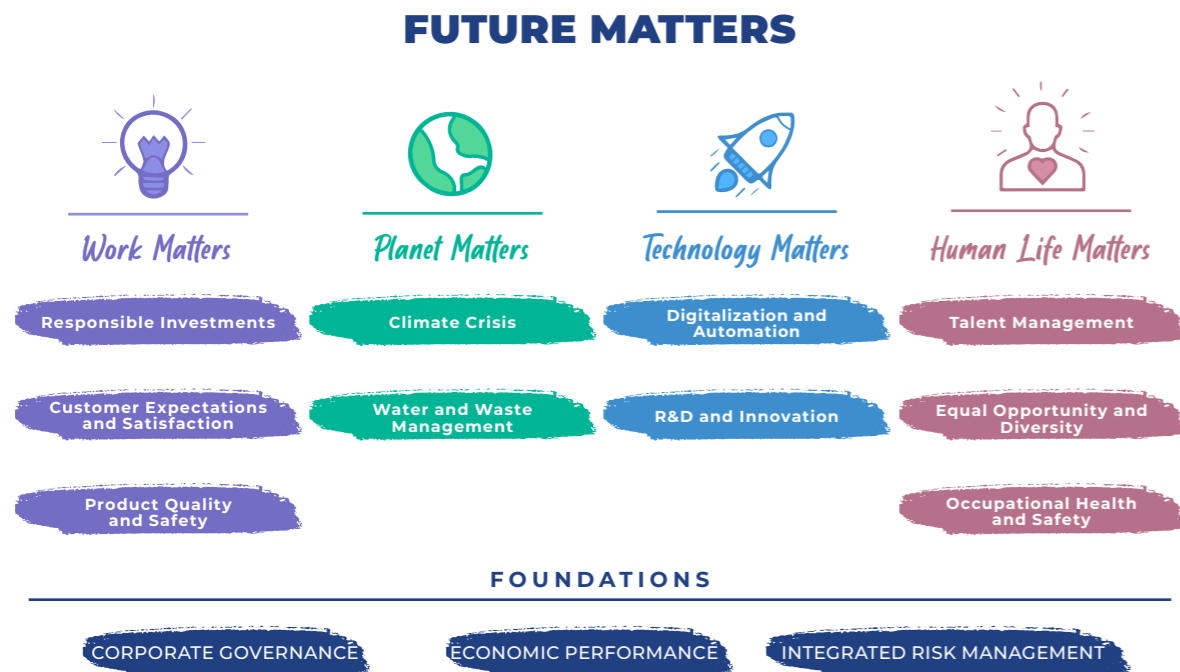 FUTURE MATTERS
Work Matters
Planet Matters
Technology Matters
Human Life Matters
Responsible Investments
Climate Crisis
Digitalization and
Automation
Talent Management
Customer Expectations
and Satisfaction
Water and Waste
Management
R&D and Innovation
Equal Opportunity and
Diversity
Product Quality
and Safety
Occupational Health
and Safety
FOUNDATIONS
CORPORATE GOVERNANCE
ECONOMIC PERFORMANCE
INTEGRATED RISK MANAGEMENT